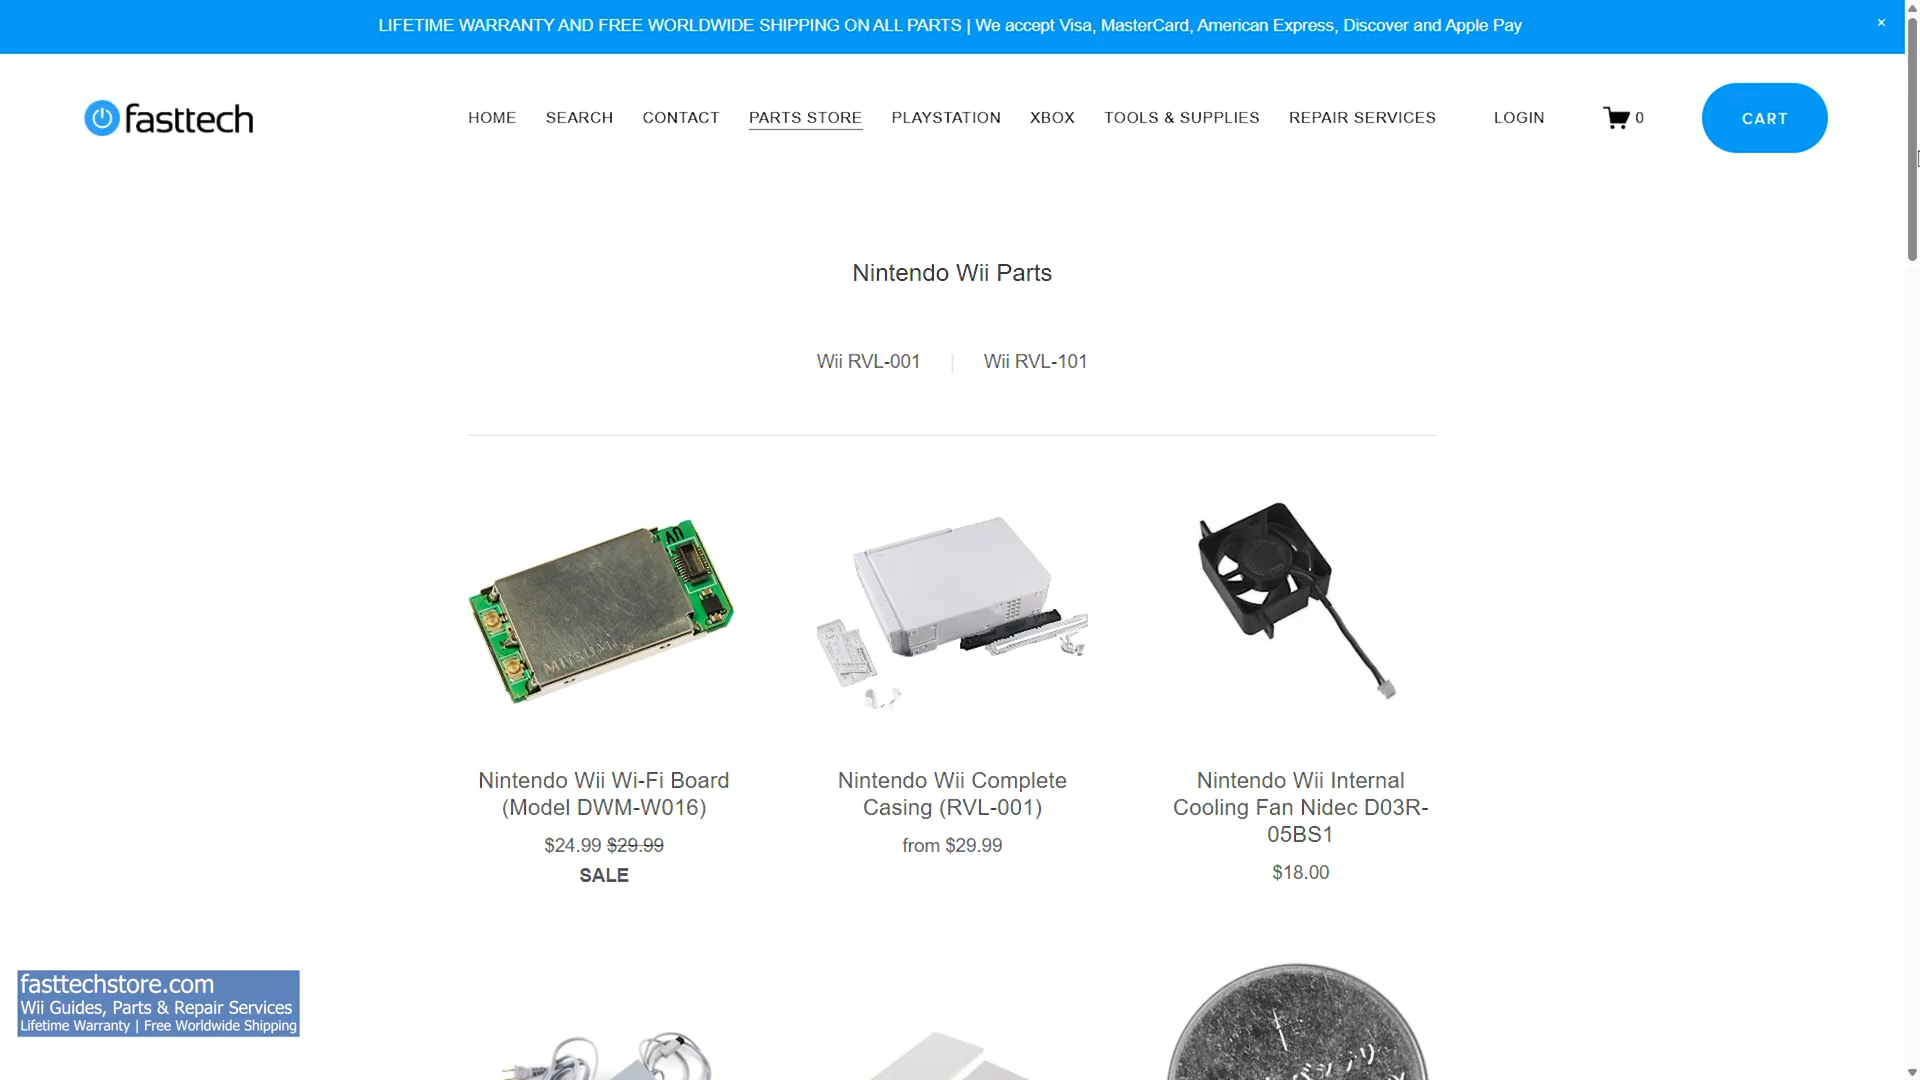 LIFETIME WARRANTY AND FREE WORLDWIDE SHIPPING ON ALL PARTS | We accept Visa, MasterCard, American Express, Discover and Apple Pay
×
fasttech
HOME SEARCH CONTACT PARTS STORE PLAYSTATION XBOX TOOLS & SUPPLIES REPAIR SERVICES LOGIN 0 CART
Nintendo Wii Parts
Wii RVL-001 | Wii RVL-101
MITSUMI
Nintendo Wii Wi-Fi Board
(Model DWM-W016)
$24.99 $29.99
SALE
Nintendo Wii Complete
Casing (RVL-001)
from $29.99
Nintendo Wii Internal
Cooling Fan Nidec D03R-
05BS1
$18.00
fasttechstore.com
Wii Guides, Parts & Repair Services
Lifetime Warranty | Free Worldwide Shipping